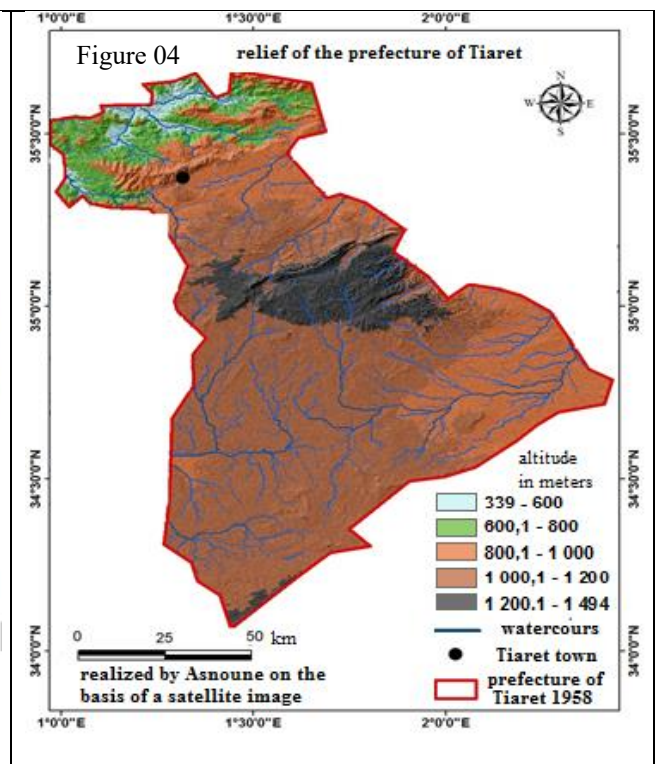 1°0'0"E 1°30'0"E 2°0'0"E
Figure 04
relief of the prefecture of Tiaret
N
W E
S
35°30'0"N
35°30'0"N
35°0'0"N
35°0'0"N
34°30'0"N
34°30'0"N
34°0'0"N
34°0'0"N
altitude
in meters
339 - 600
600,1 - 800
800,1 - 1 000
1 000,1 - 1 200
1 200.1 - 1 494
watercours
Tiaret town
prefecture of
Tiaret 1958
0 25 50 km
realized by Asnoune on the
basis of a satellite image
1°0'0"E 1°30'0"E 2°0'0"E